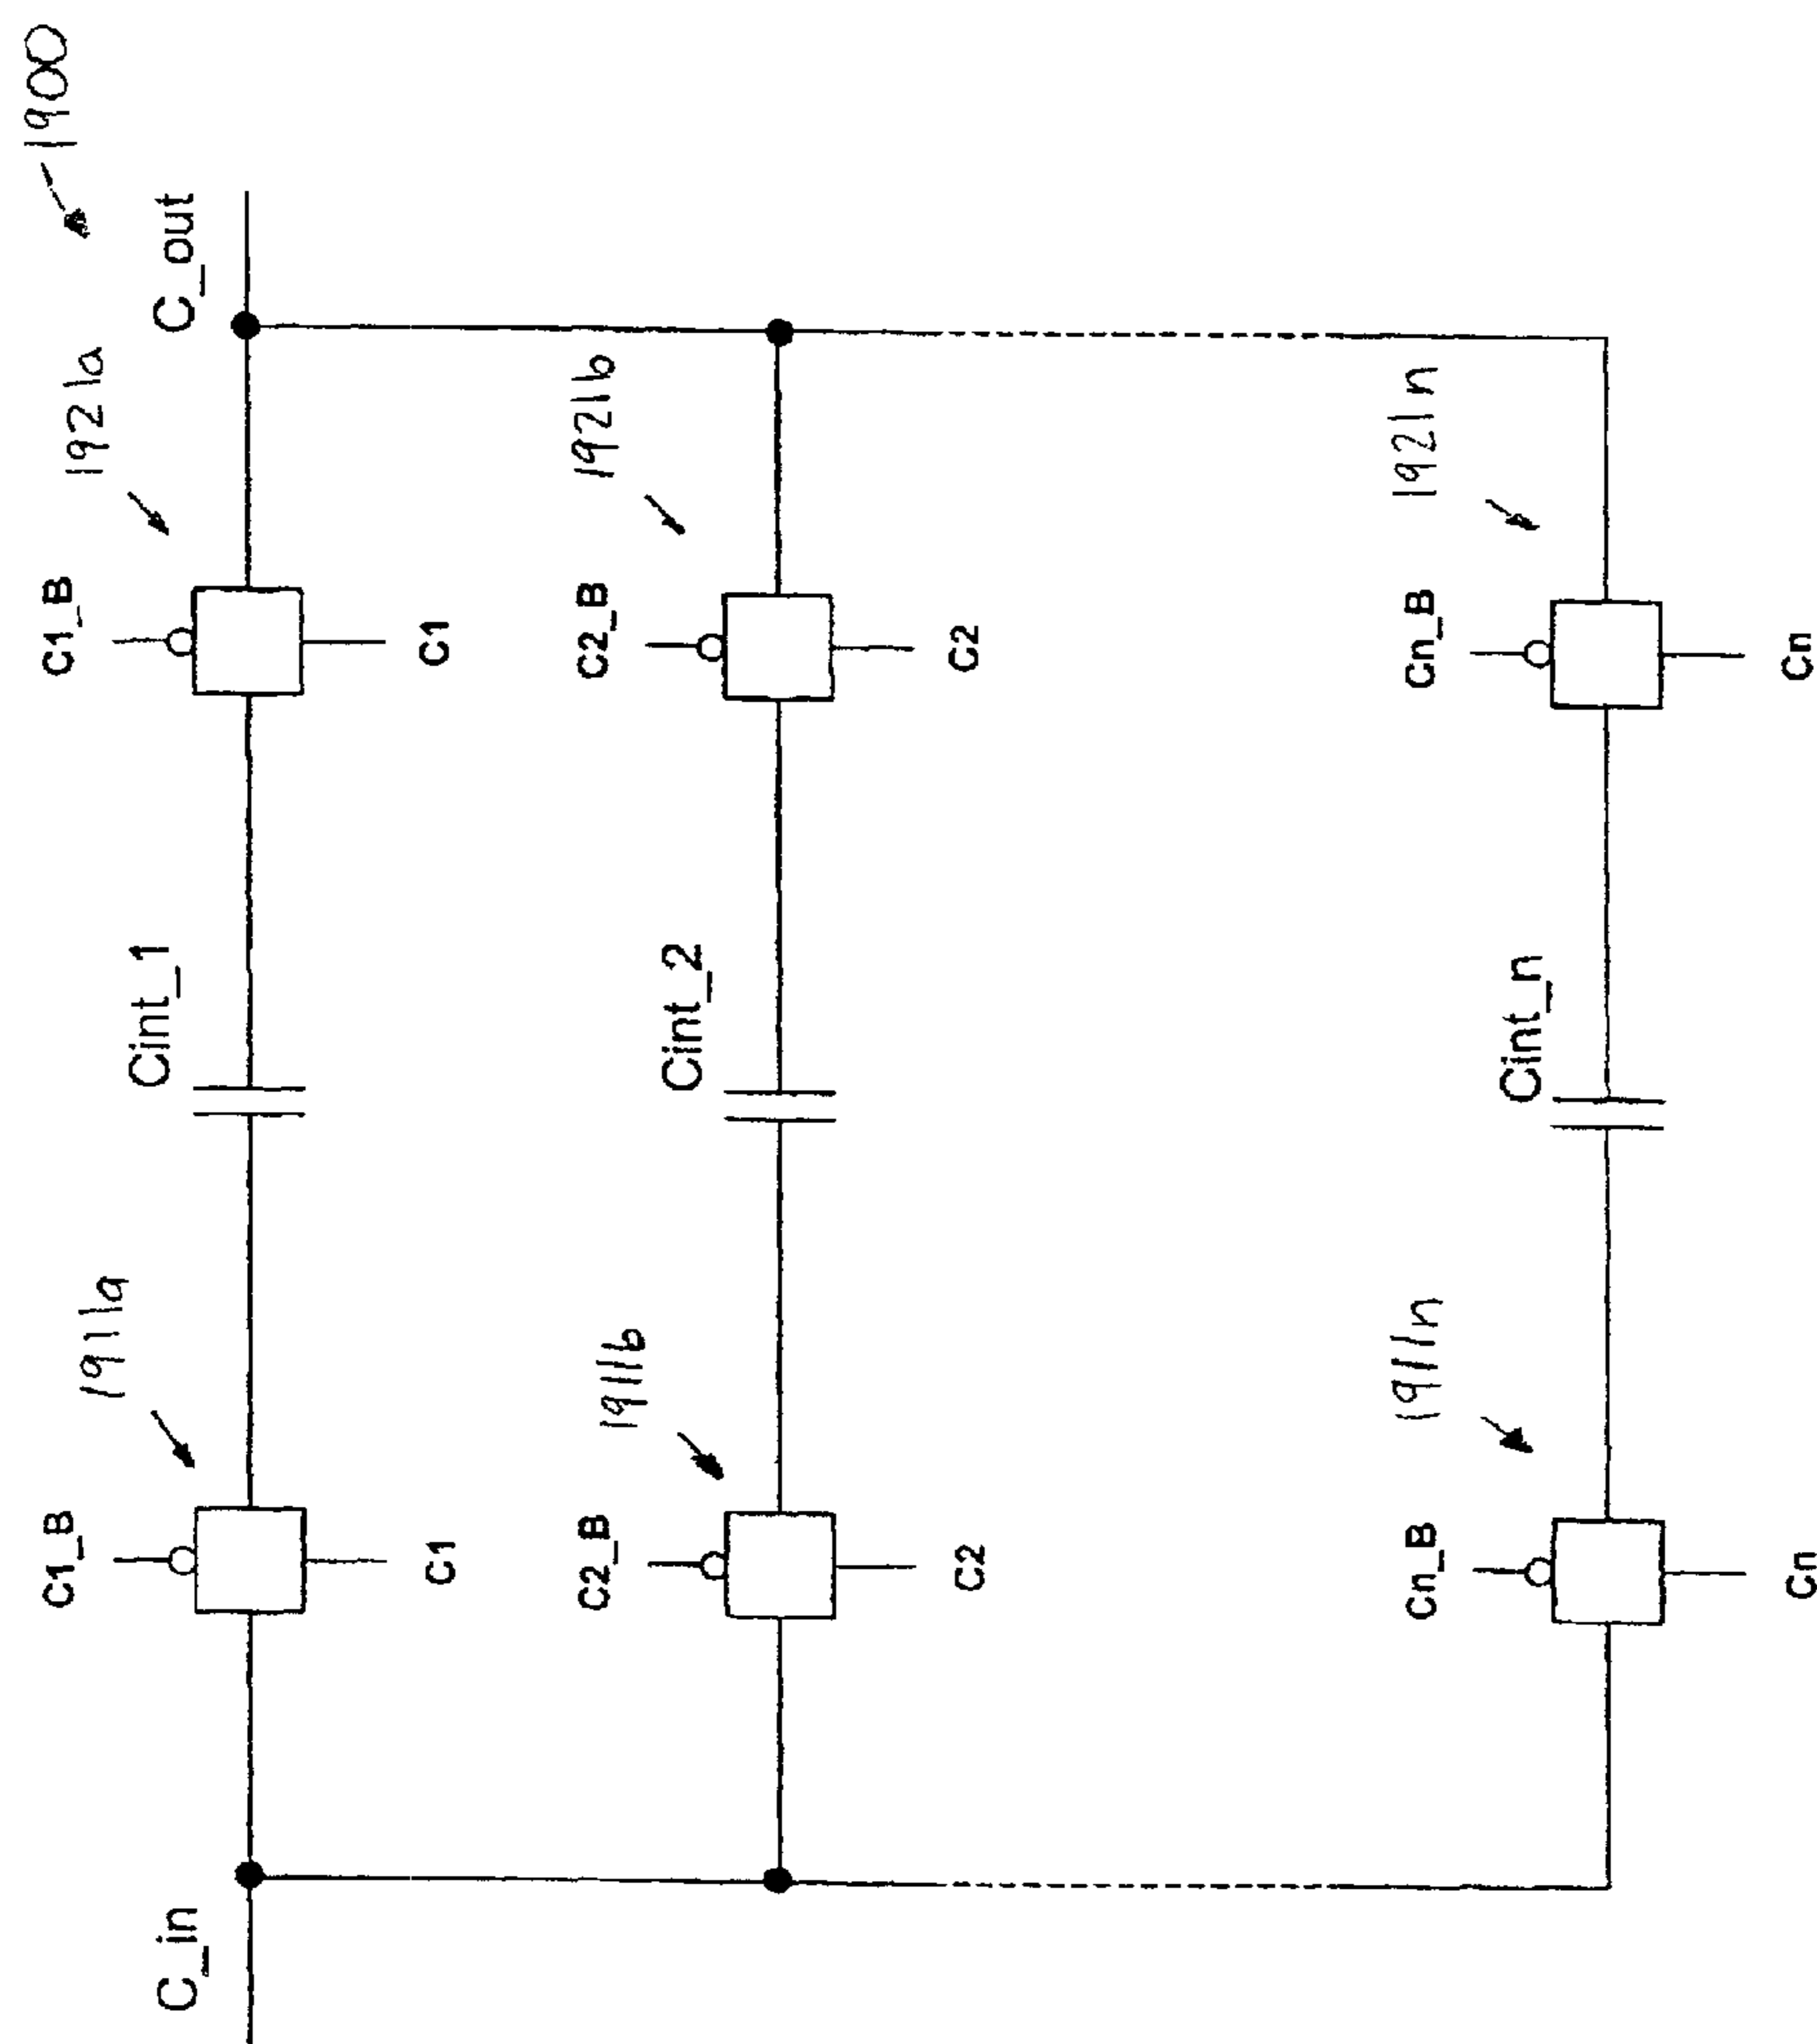 1900
C_in
C_out
C1_B
1911a
Cint_1
C1_B
1921a
C1
C1
C2_B
1911b
Cint_2
C2_B
1921b
C2
C2
Cn_B
1911n
Cint_n
Cn_B
1921n
Cn
Cn